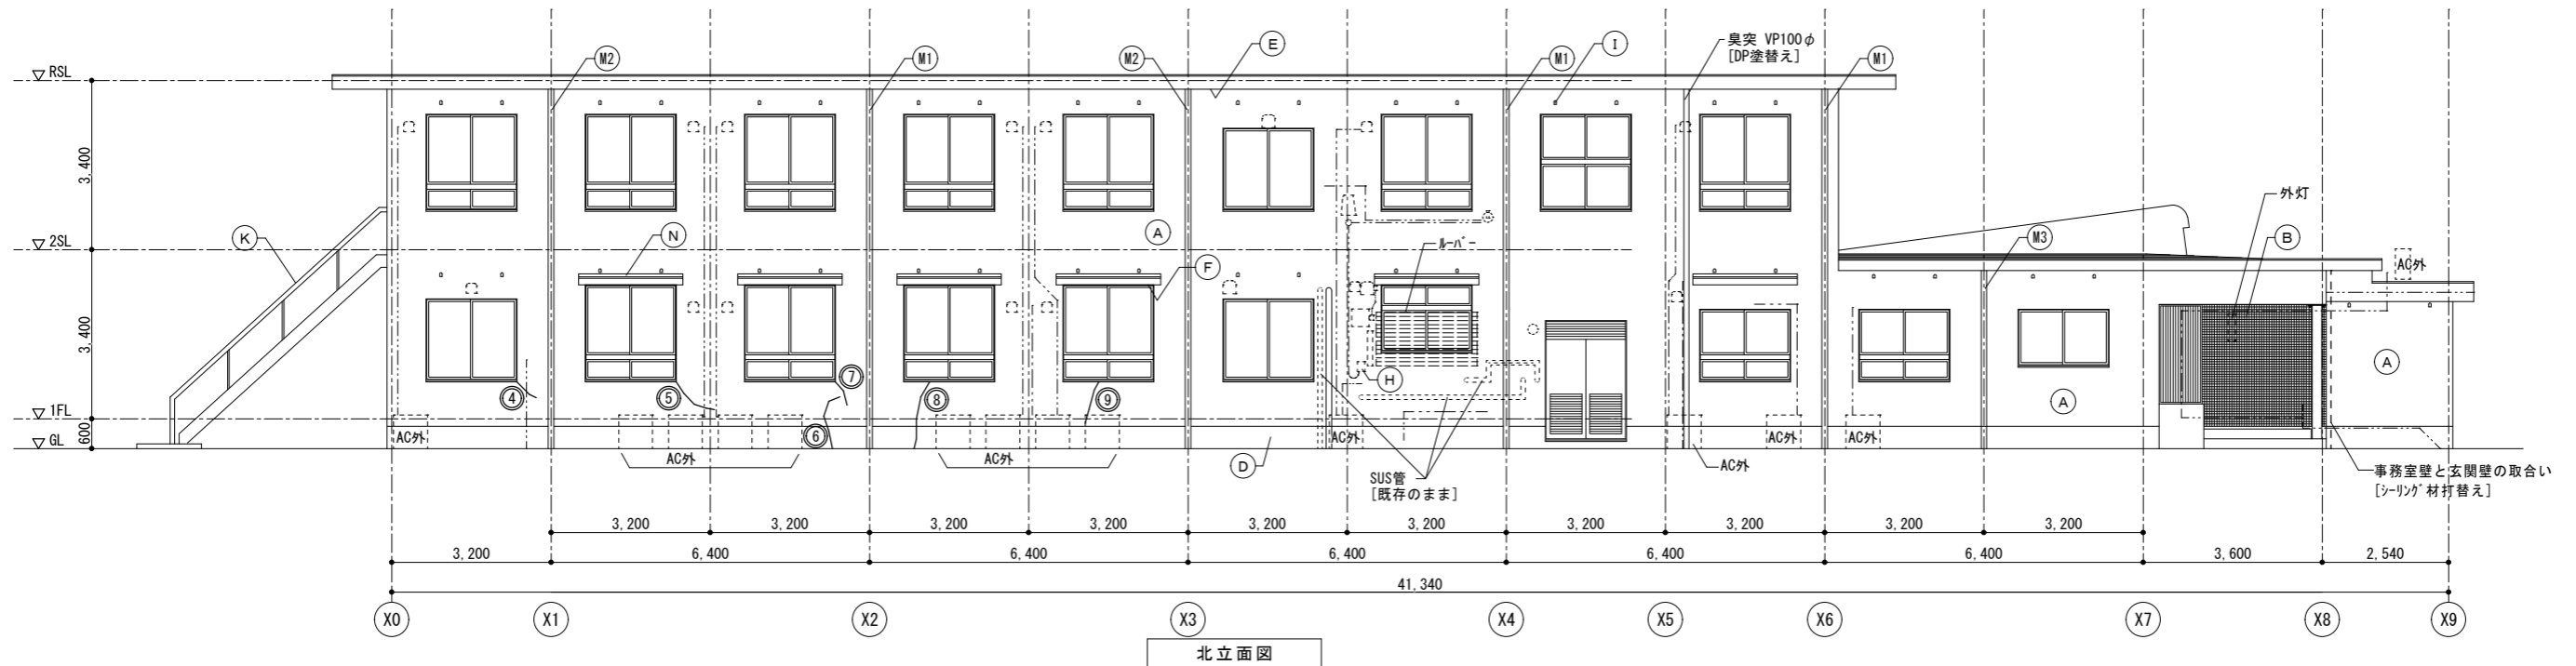 臭突 VP100φ
[DP塗替え]
M2
M1
M2
E
M1
I
M1
RSL
3,400
外灯
K
N
A
ルーバー
M3
B
2SL
F
AC外
3,400
H
A
A
④
⑤
⑦
⑧
⑨
⑥
1FL
600
GL
AC外
AC外
AC外
AC外
AC外
D
AC外
AC外
SUS管
[既存のまま]
事務室壁と玄関壁の取合い
[シーリング材打替え]
3,200
3,200
3,200
3,200
3,200
3,200
3,200
3,200
3,200
3,200
3,200
6,400
6,400
6,400
6,400
6,400
3,600
2,540
41,340
X0
X1
X2
X3
X4
X5
X6
X7
X8
X9
北立面図